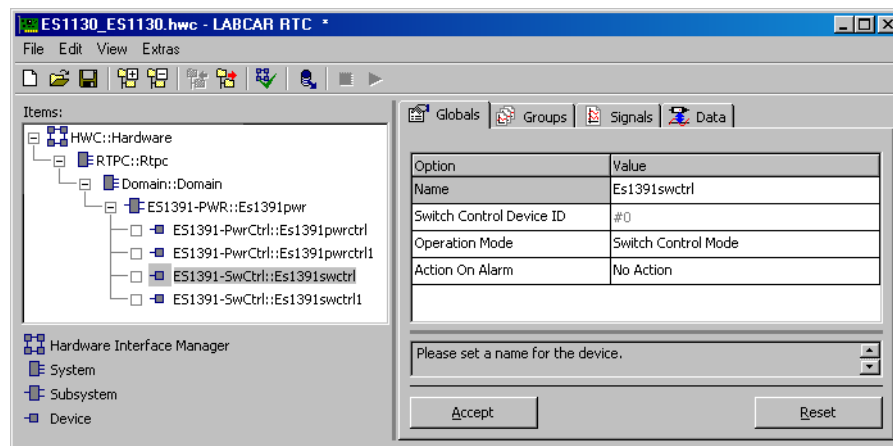 ES1130_ES1130.hwc - LABCAR RTC *
File Edit View Extras
Items:
HWC::Hardware
RTPC::Rtpc
Domain::Domain
ES1391-PWR::Es1391pwr
ES1391-PwrCtrl::Es1391pwrctrl
ES1391-PwrCtrl::Es1391pwrctrl1
ES1391-SwCtrl::Es1391swctrl
ES1391-SwCtrl::Es1391swctrl1
Hardware Interface Manager
System
Subsystem
Device
Globals Groups Signals Data
Option Value
Name Es1391swctrl
Switch Control Device ID #0
Operation Mode Switch Control Mode
Action On Alarm No Action
Please set a name for the device.
Accept Reset